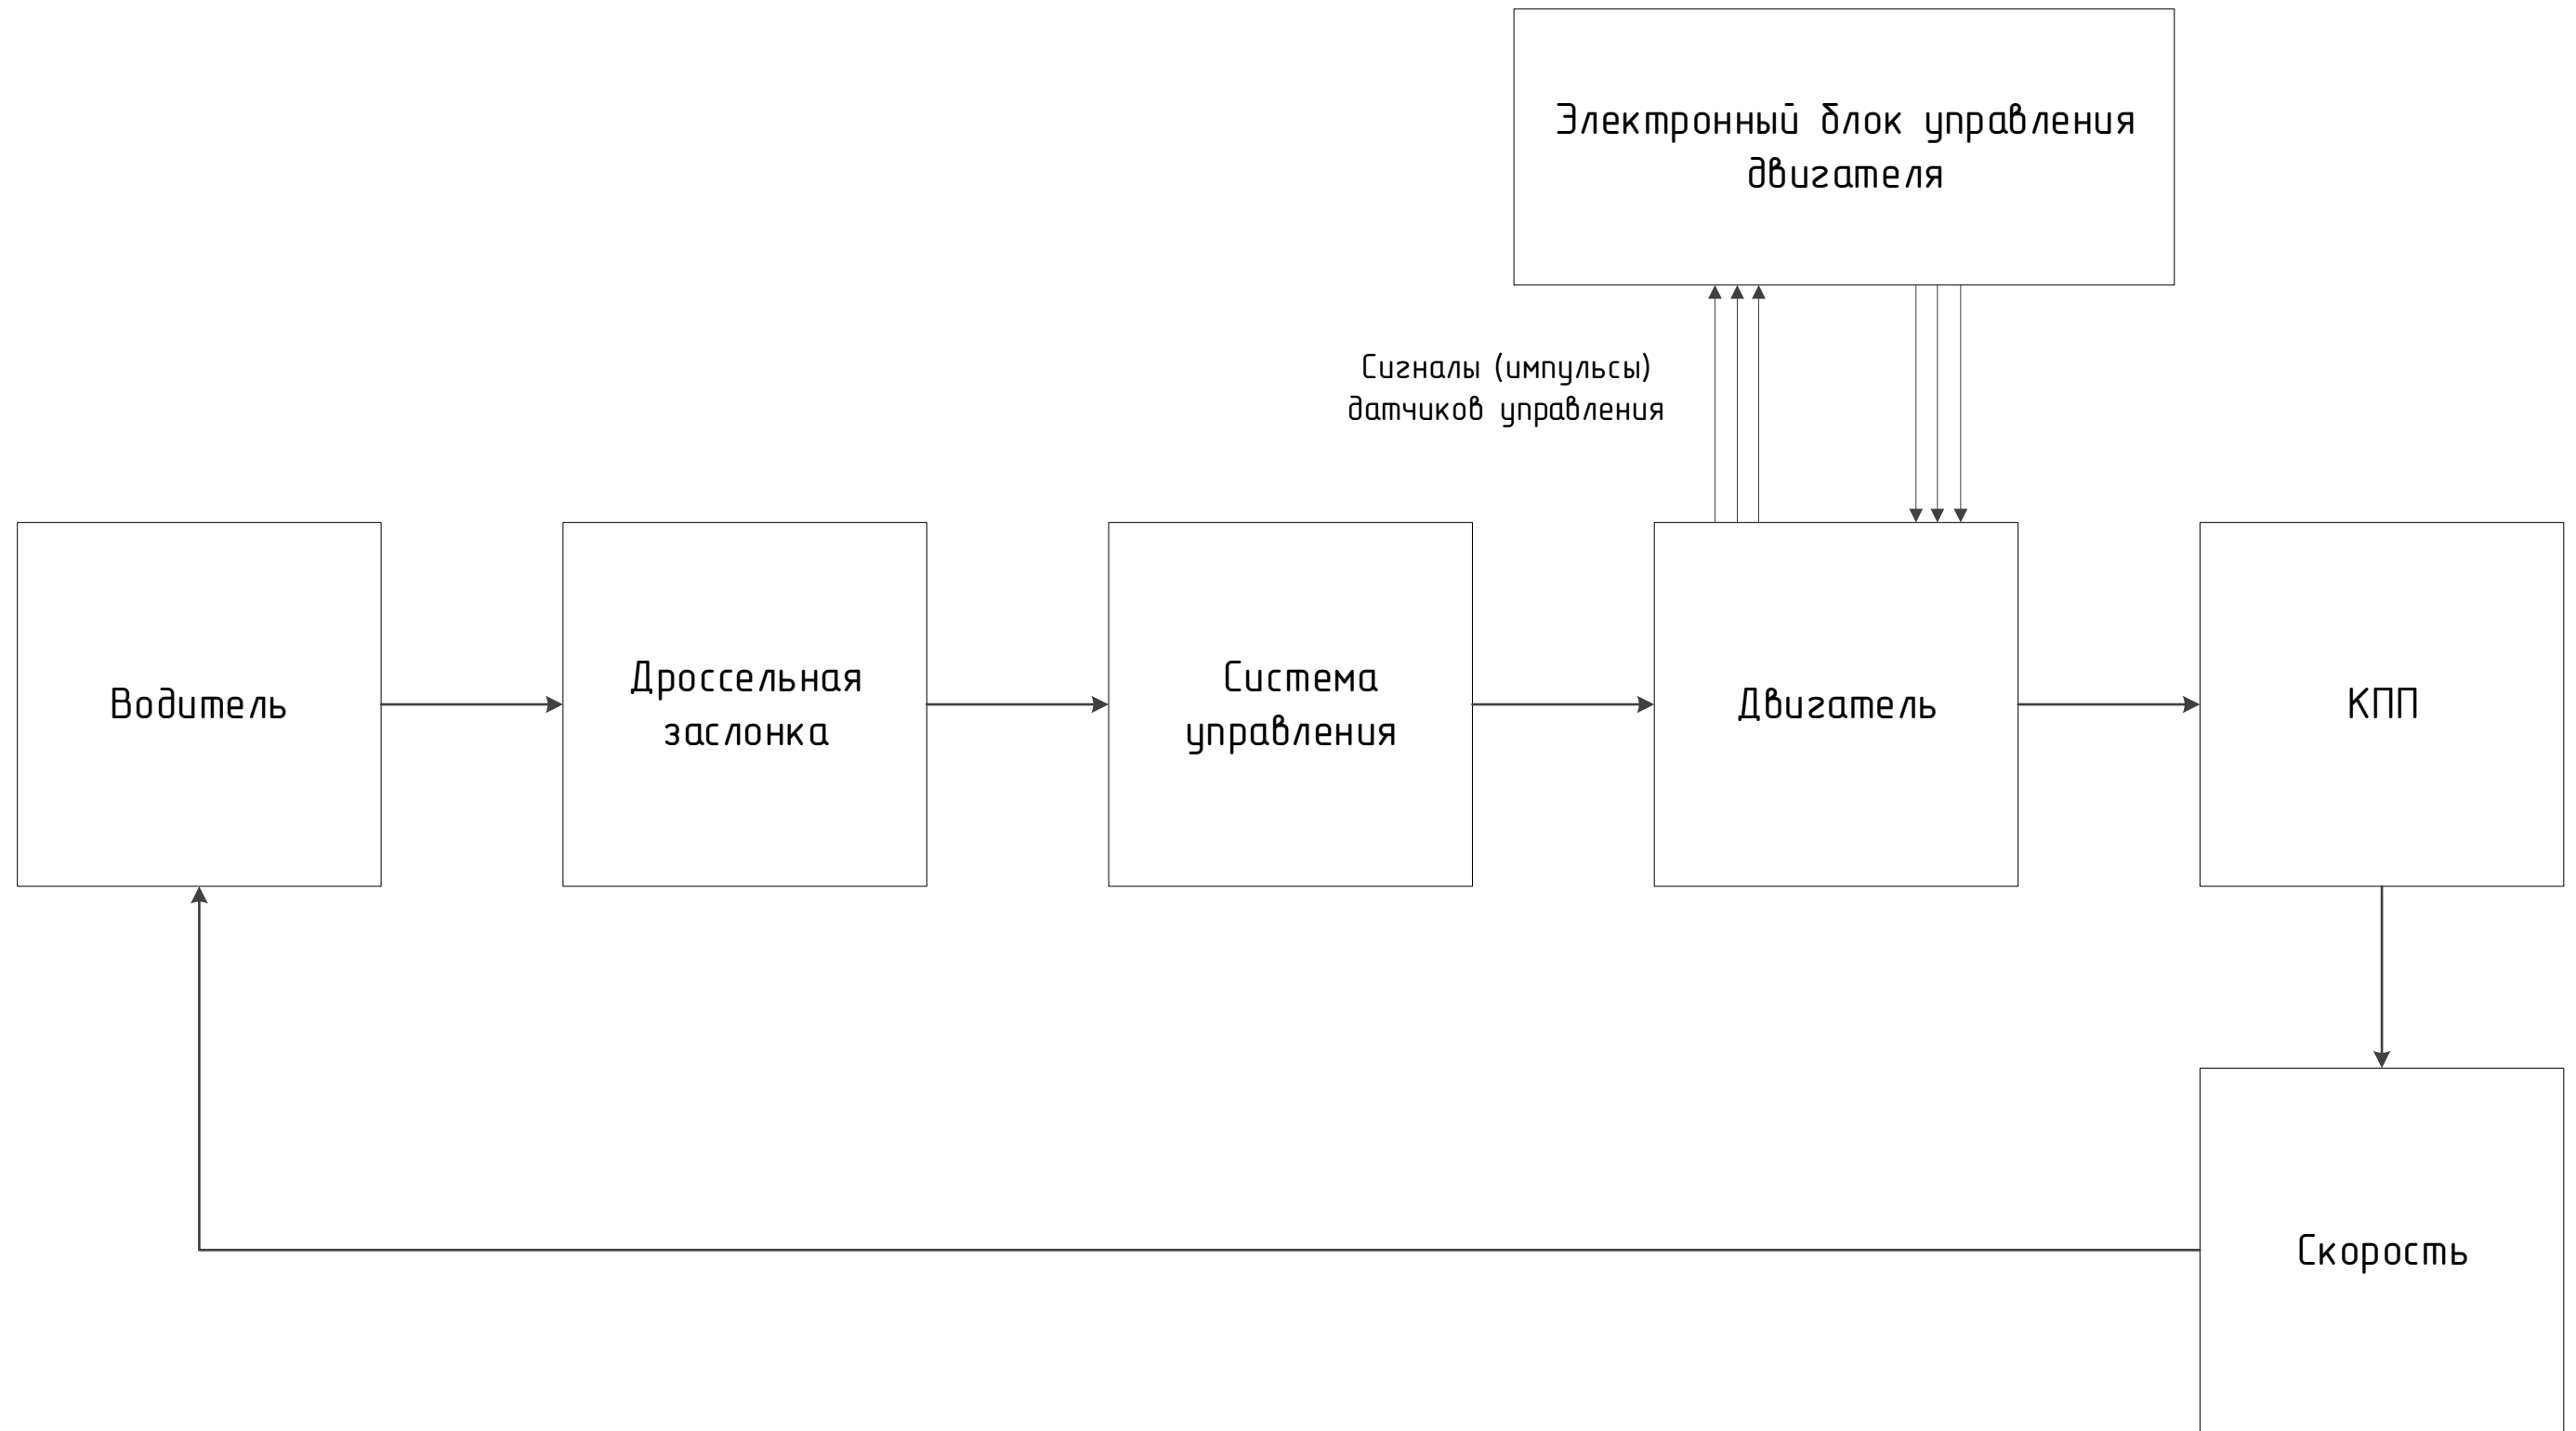 Электронный блок управления
двигателя
Сигналы (импульсы)
датчиков управления
Водитель
Дроссельная
заслонка
Система
управления
Двигатель
КПП
Скорость